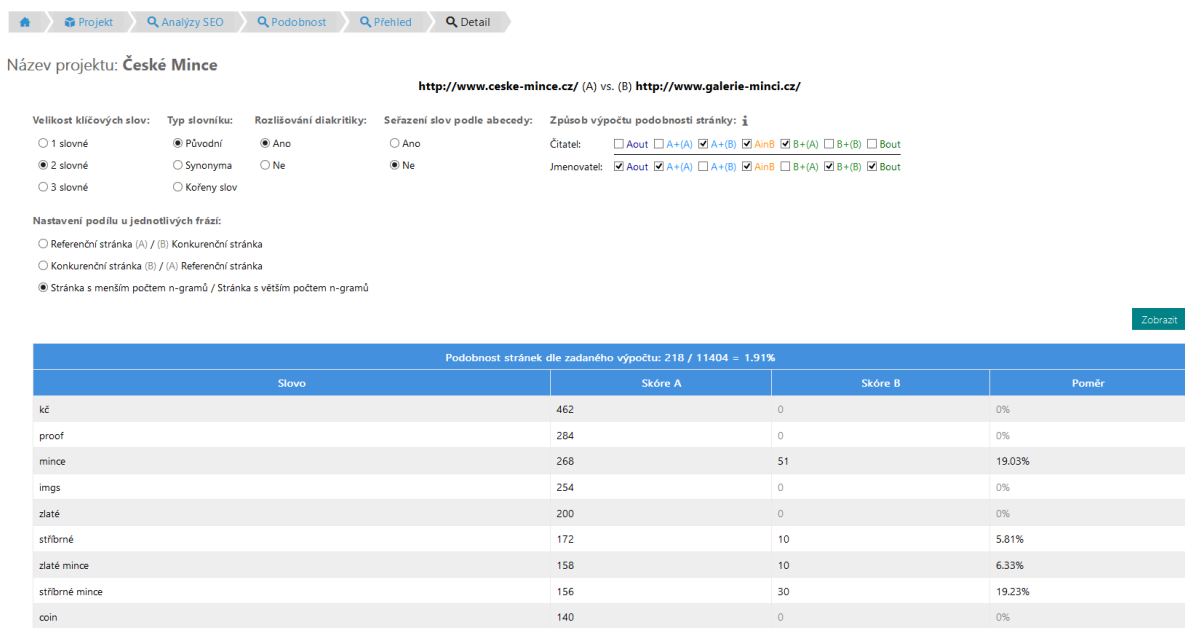 Projekt Analýzy SEO Podobnost Přehled Detail
Název projektu: České Mince
http://www.ceske-mince.cz/ (A) vs. (B) http://www.galerie-minci.cz/
Velikost klíčových slov: Typ slovníku: Rozlišování diakritiky: Seřazení slov podle abecedy: Způsob výpočtu podobnosti stránky: i
1 slovné Původní Ano Ano Čitatel: Aout A+(A) A+(B) AinB B+(A) B+(B) Bout
2 slovné Synonyma Ne Ne Jmenovatel: Aout A+(A) A+(B) AinB B+(A) B+(B) Bout
3 slovné Kořeny slov
Nastavení podílu u jednotlivých frází:
Referenční stránka (A) / (B) Konkurenční stránka
Konkurenční stránka (B) / (A) Referenční stránka
Stránka s menším počtem n-gramů / Stránka s větším počtem n-gramů
Zobrazit
Podobnost stránek dle zadaného výpočtu: 218 / 11404 = 1.91%
Slovo Skóre A Skóre B Poměr
kč 462 0 0%
proof 284 0 0%
mince 268 51 19.03%
imgs 254 0 0%
zlaté 200 0 0%
stříbrné 172 10 5.81%
zlaté mince 158 10 6.33%
stříbrné mince 156 30 19.23%
coin 140 0 0%